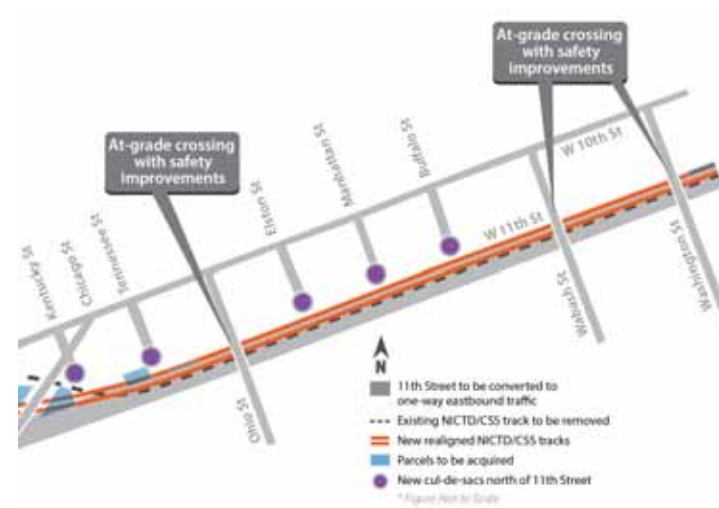 At-grade crossing
with safety
improvements
At-grade crossing
with safety
improvements
Kentucky St
Chicago St
Tennessee St
Elston St
Manhattan St
Buffalo St
W 10th St
W 11th St
Ohio St
Wabash St
Washington St
N
11th Street to be converted to
one-way eastbound traffic
Existing NICTD/CSS track to be removed
New realigned NICTD/CSS tracks
Parcels to be acquired
New cul-de-sacs north of 11th Street
* Figure Not to Scale